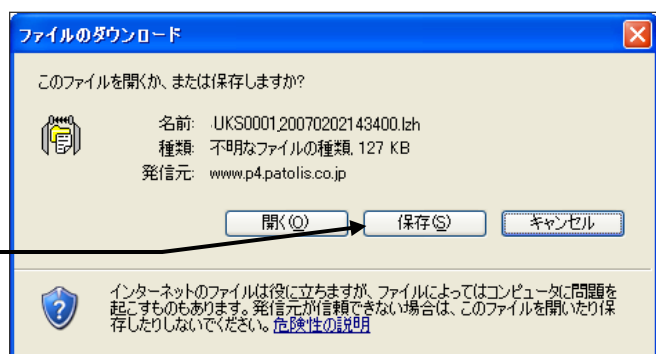 ファイルのダウンロード
このファイルを開くか、または保存しますか?
名前: UKS0001_20070202143400.lzh
種類: 不明なファイルの種類, 127 KB
発信元: www.p4.patolis.co.jp
開く(O) 保存(S) キャンセル
インターネットのファイルは役に立ちますが、ファイルによってはコンピュータに問題を
起こすものもあります。発信元が信頼できない場合は、このファイルを開いたり保
存したりしないでください。危険性の説明